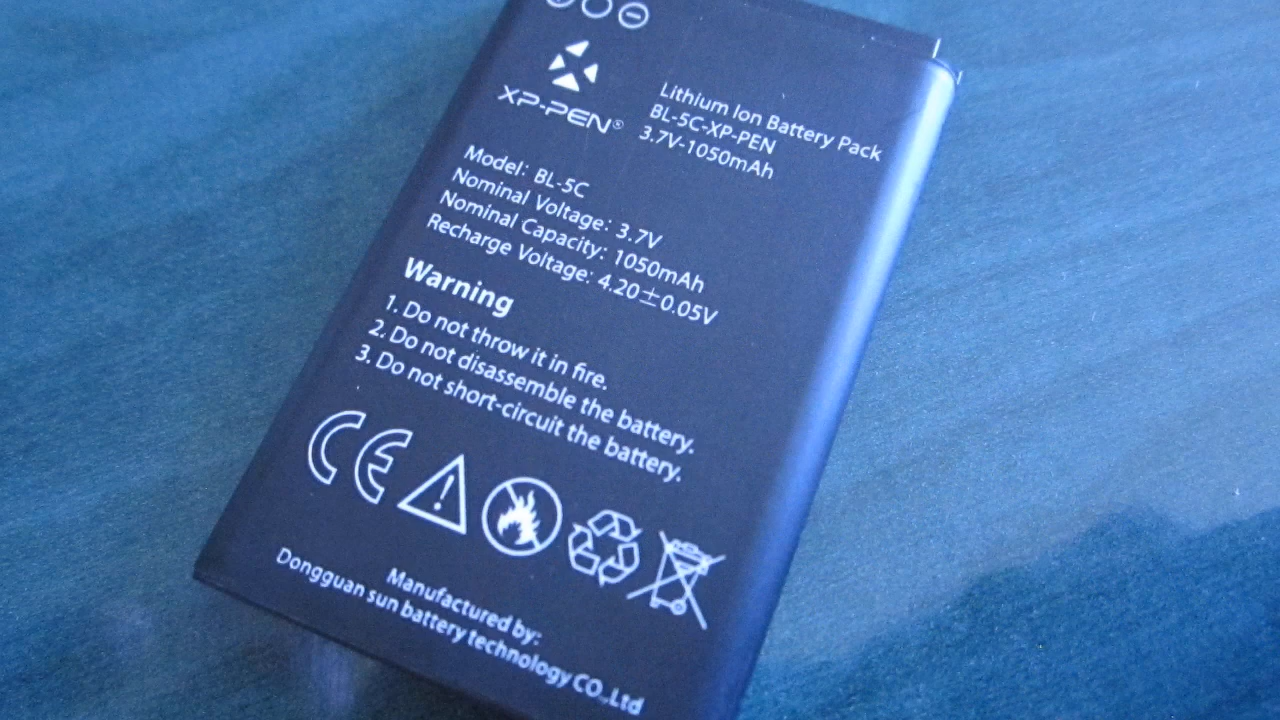 XP-PEN®
Lithium Ion Battery Pack
BL-5C-XP-PEN
3.7V-1050mAh
Model: BL-5C
Nominal Voltage: 3.7V
Nominal Capacity: 1050mAh
Recharge Voltage: 4.20±0.05V
Warning
1. Do not throw it in fire.
2. Do not disassemble the battery.
3. Do not short-circuit the battery.
CE
Manufactured by:
Dongguan sun battery technology CO.,Ltd